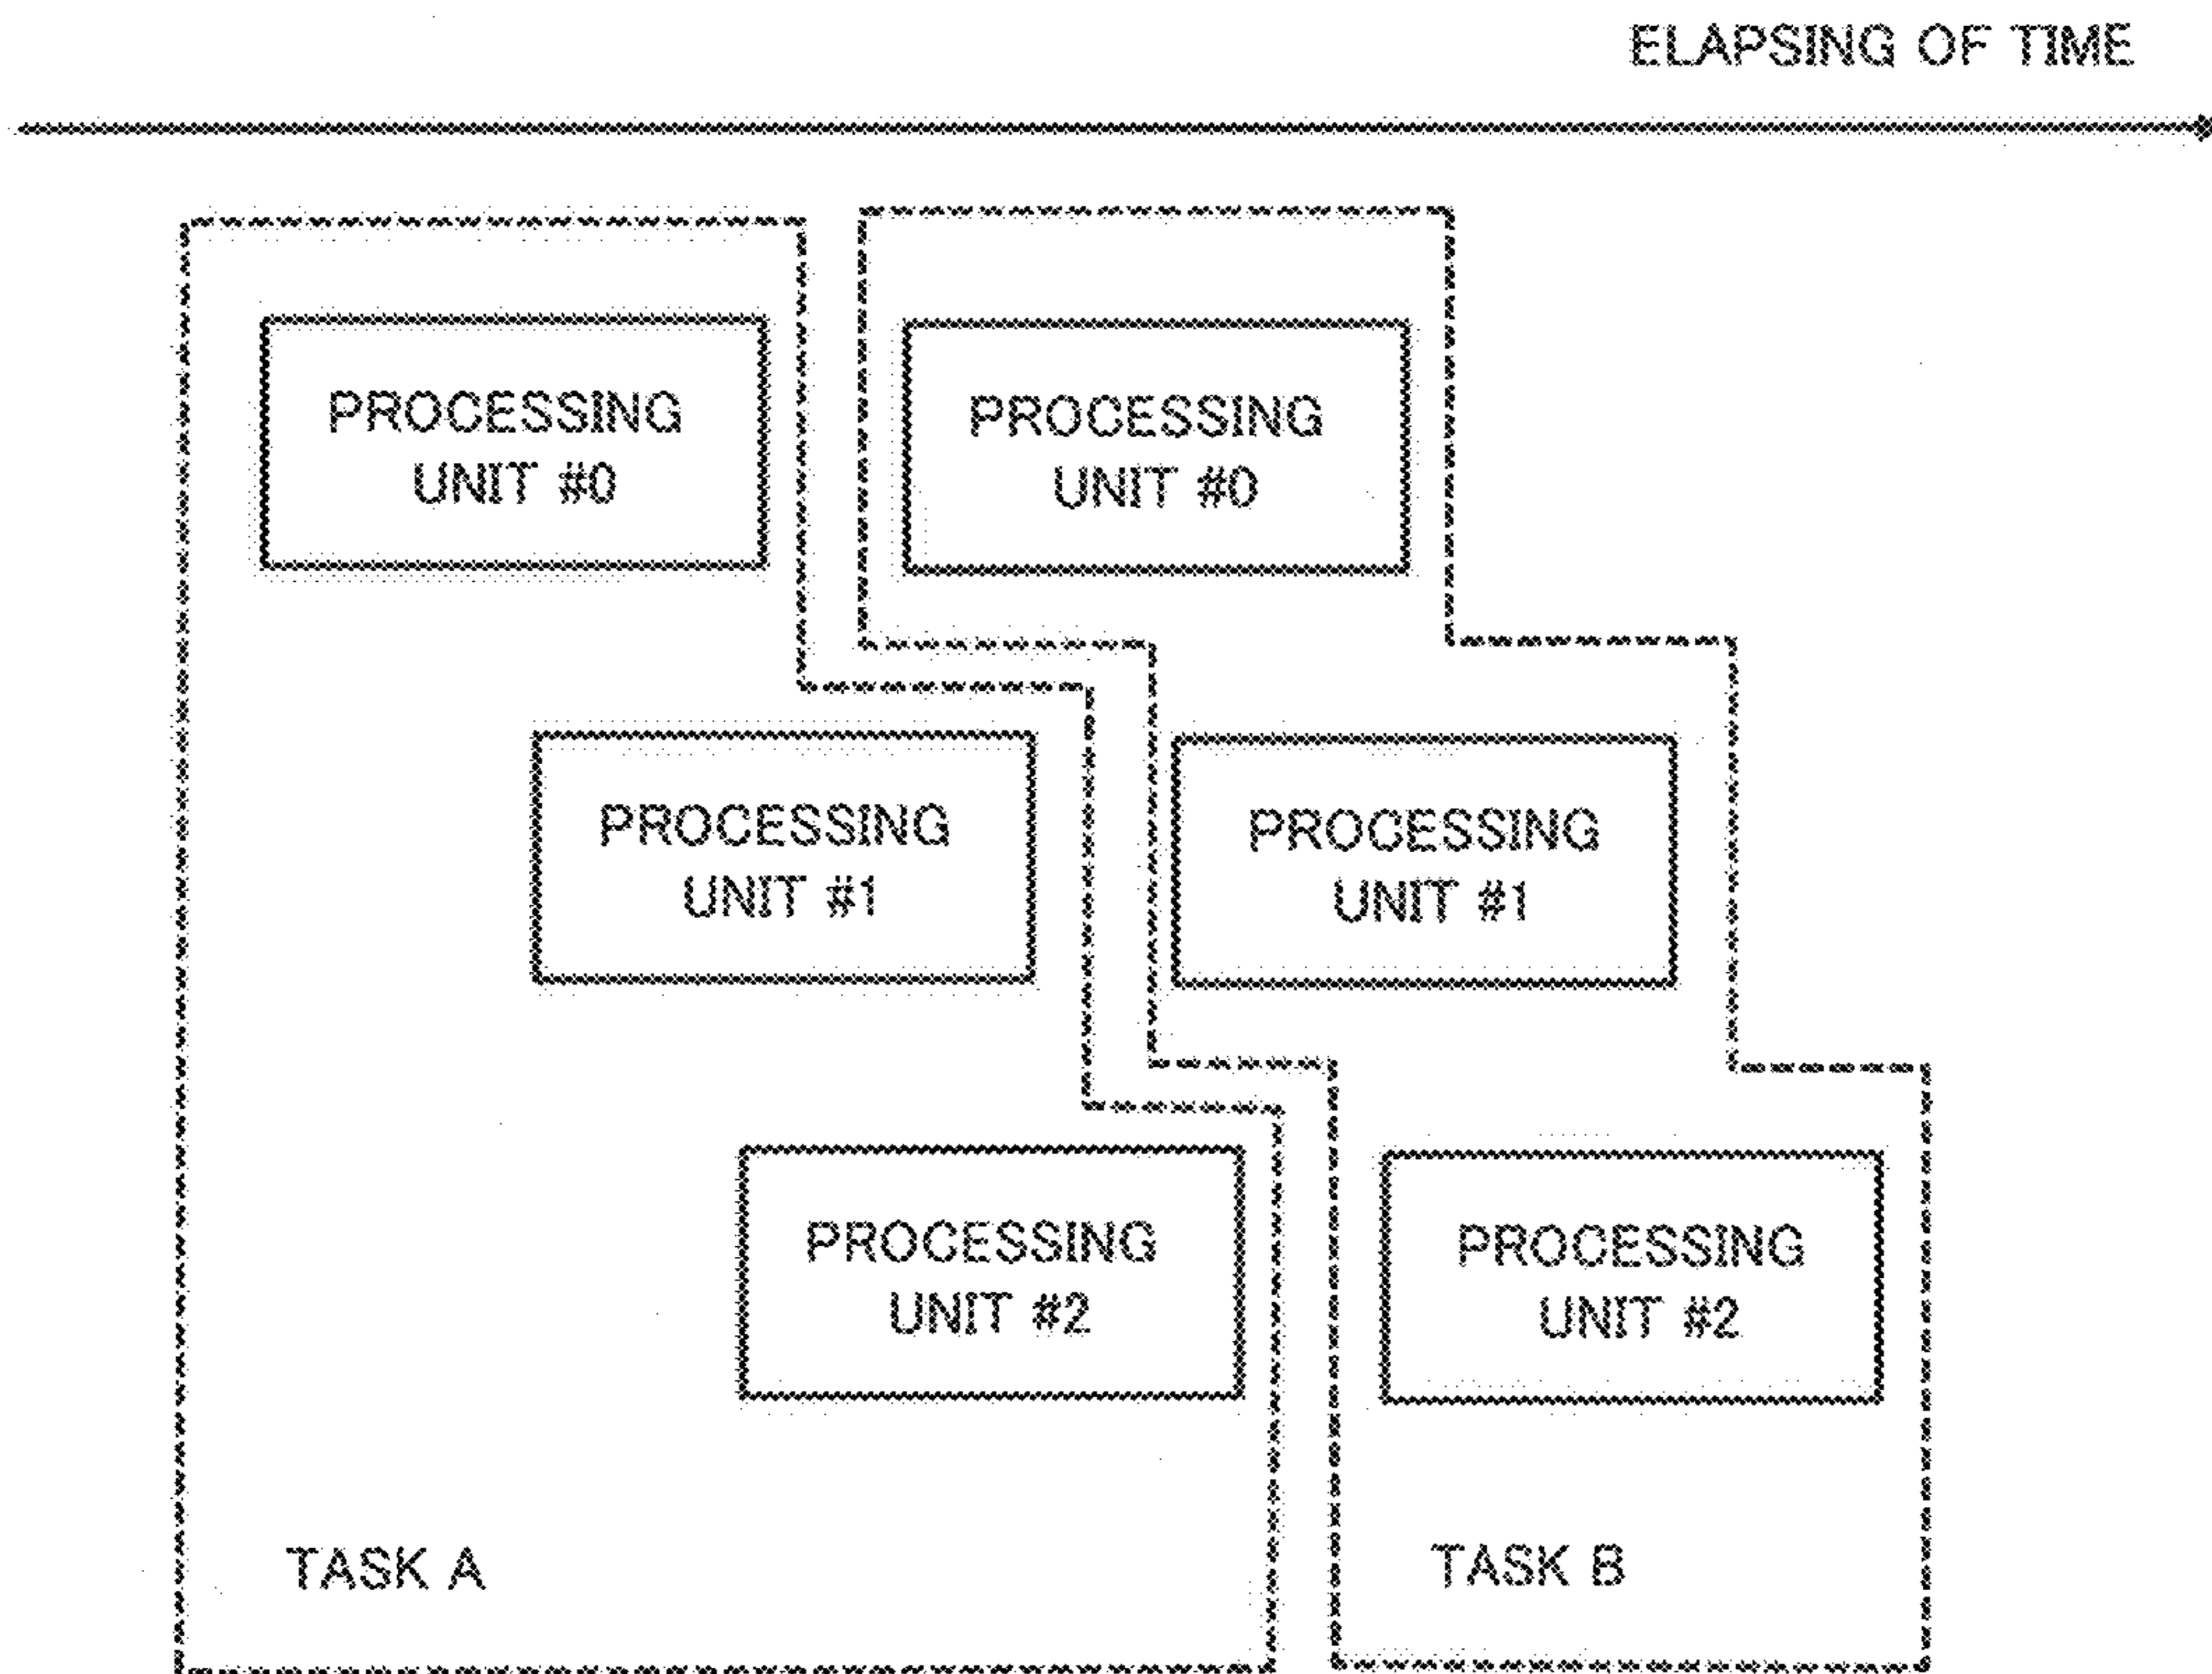 ELAPSING OF TIME
PROCESSING
UNIT #0
PROCESSING
UNIT #0
PROCESSING
UNIT #1
PROCESSING
UNIT #1
PROCESSING
UNIT #2
PROCESSING
UNIT #2
TASK A
TASK B